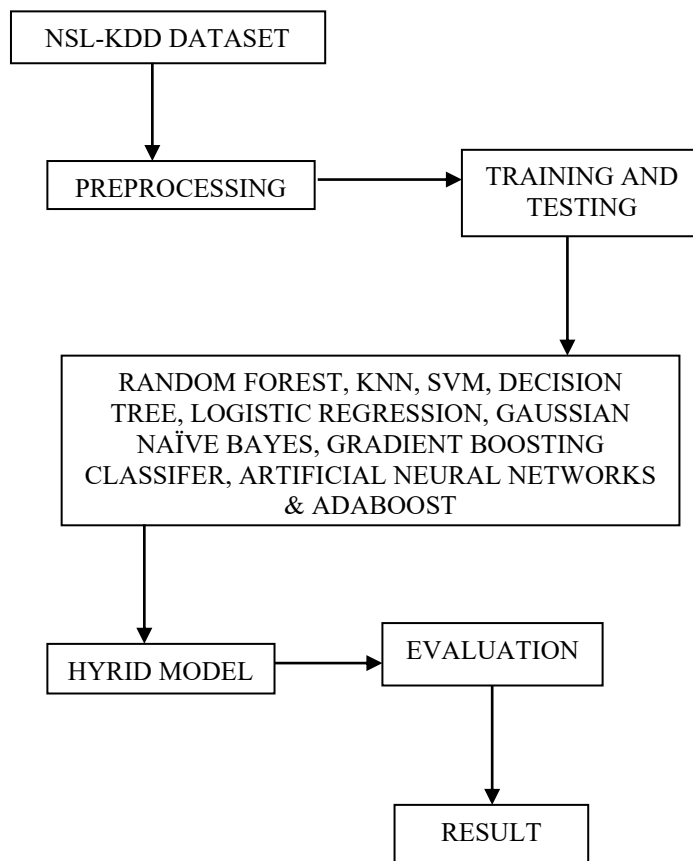 NSL-KDD DATASET
PREPROCESSING
TRAINING AND
TESTING
RANDOM FOREST, KNN, SVM, DECISION
TREE, LOGISTIC REGRESSION, GAUSSIAN
NAÏVE BAYES, GRADIENT BOOSTING
CLASSIFER, ARTIFICIAL NEURAL NETWORKS
& ADABOOST
HYRID MODEL
EVALUATION
RESULT